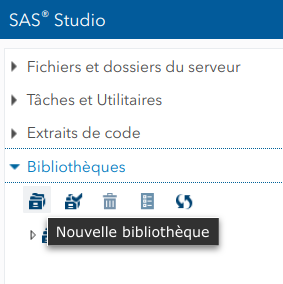 SAS® Studio
Fichiers et dossiers du serveur
Tâches et Utilitaires
Extraits de code
Bibliothèques
Nouvelle bibliothèque